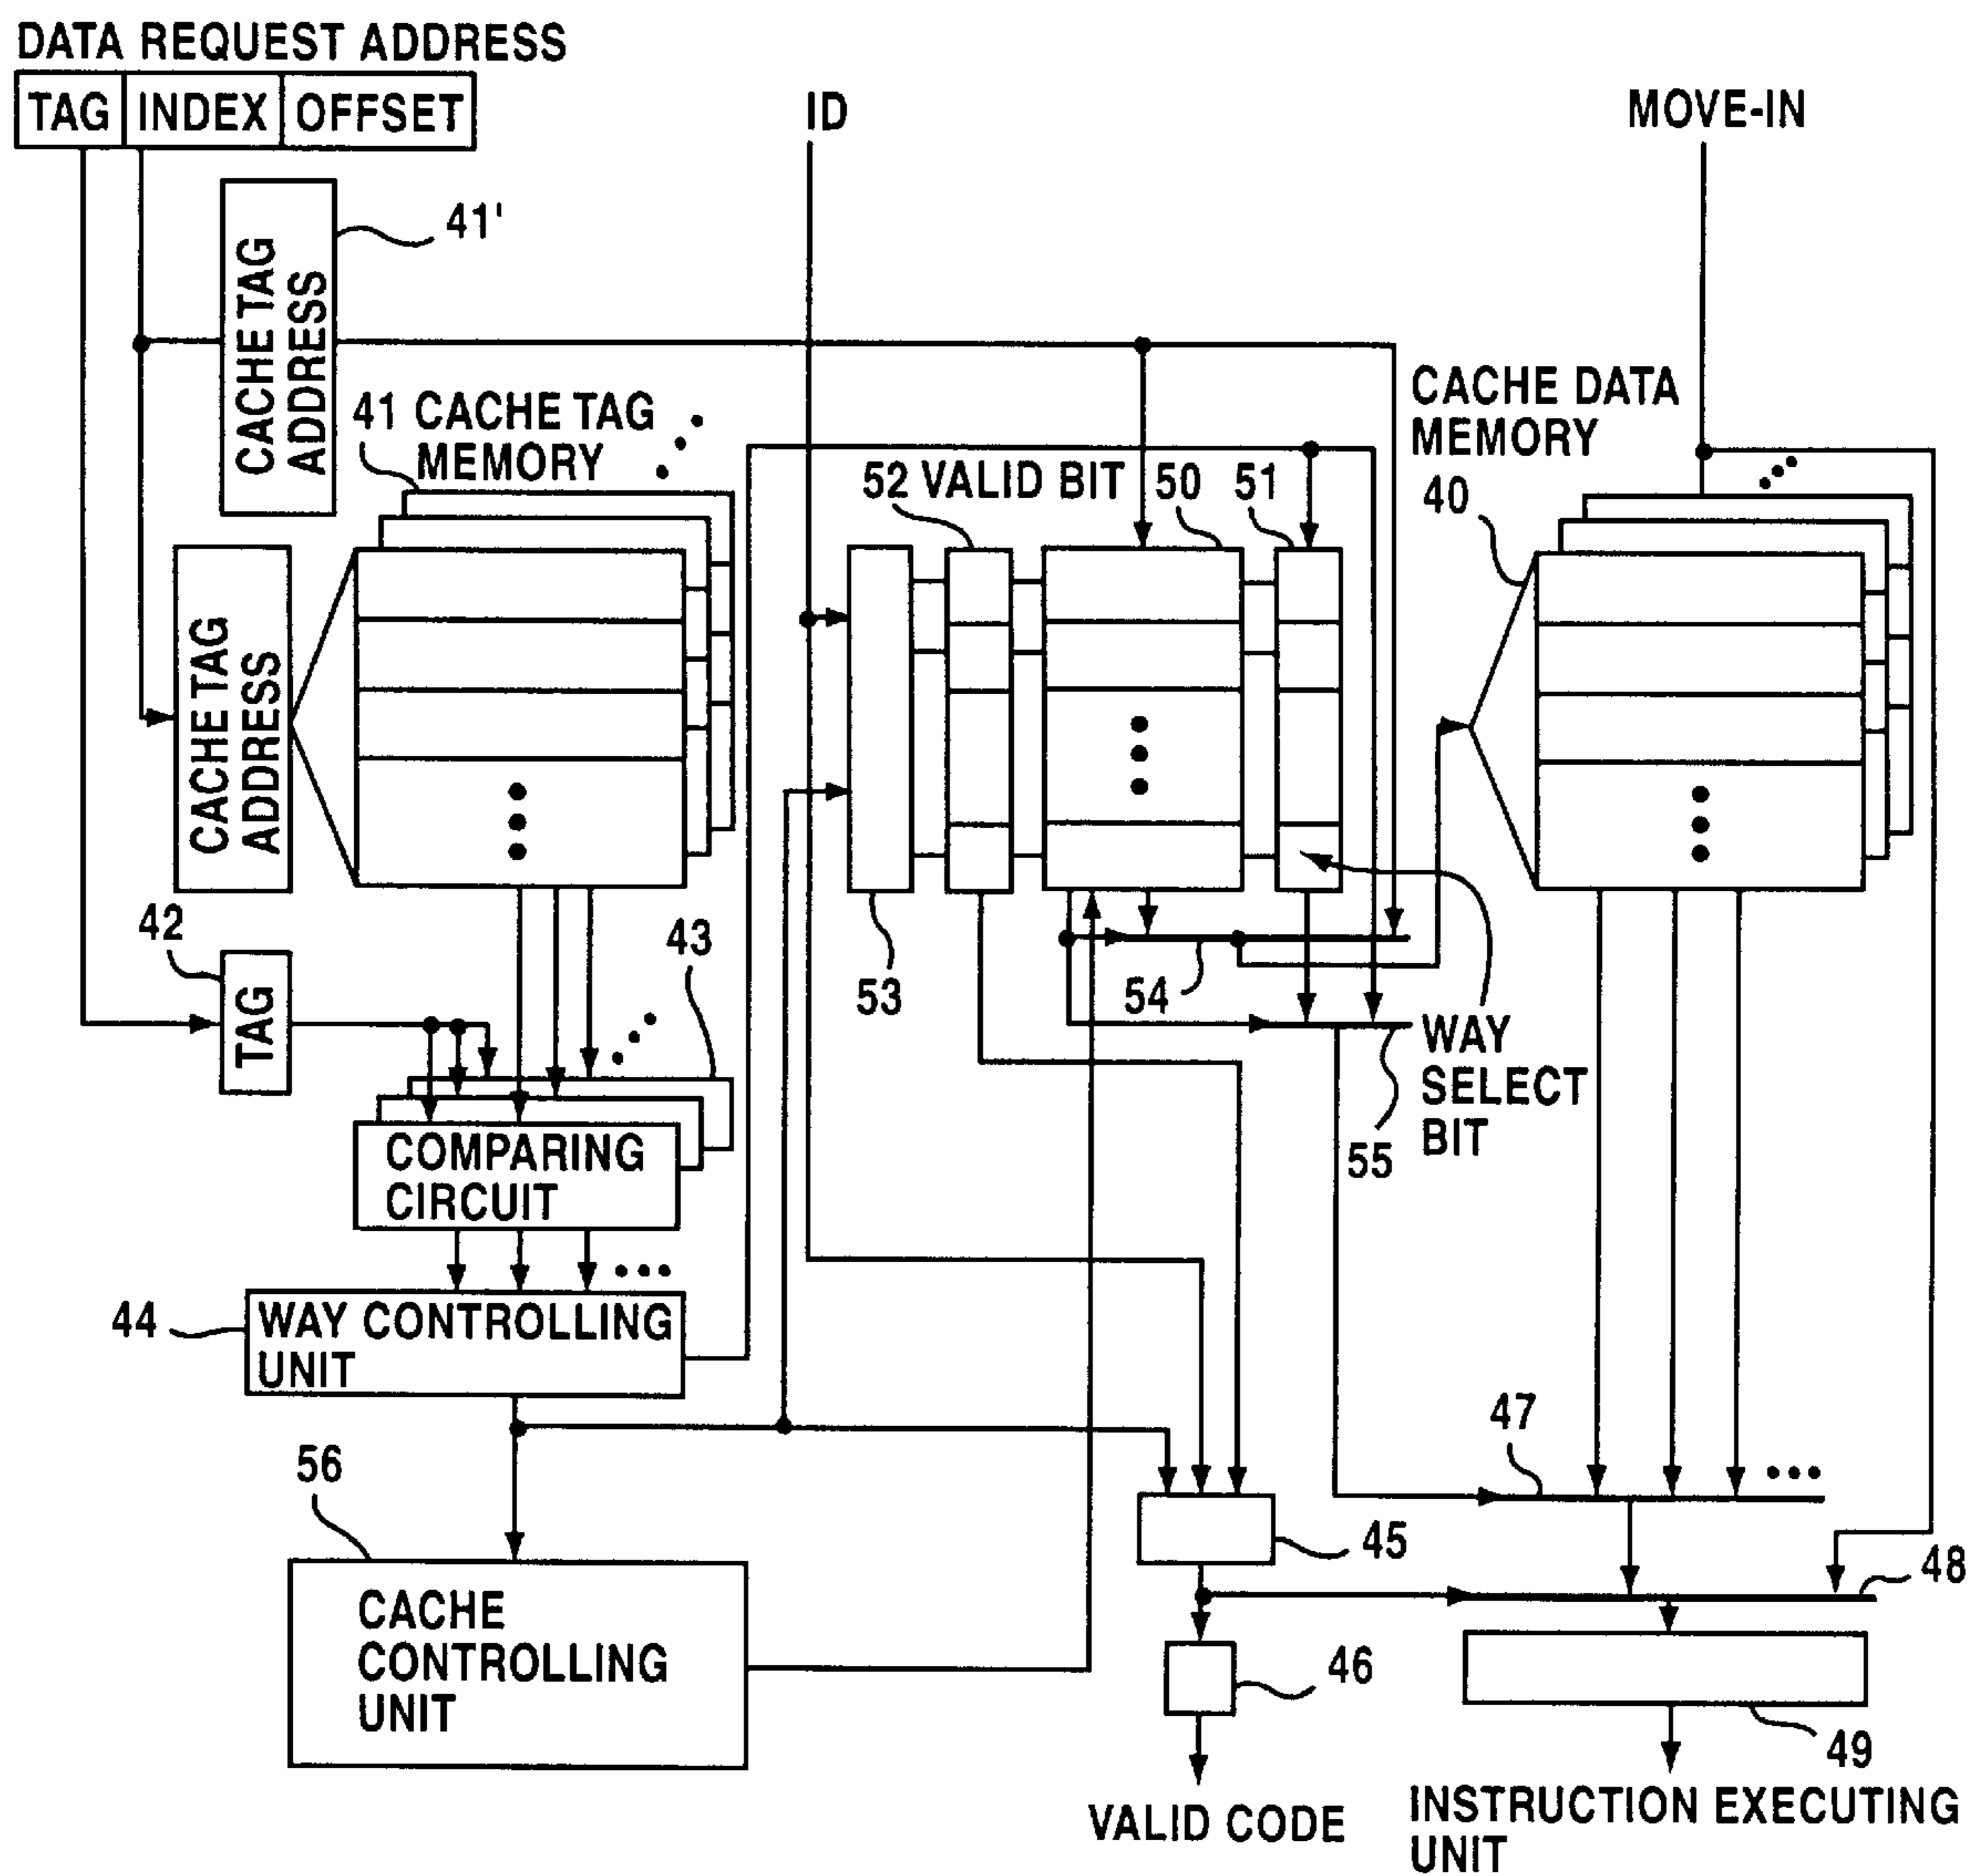 DATA REQUEST ADDRESS
TAG INDEX OFFSET
ID
MOVE-IN
41'
CACHE TAG
ADDRESS
41 CACHE TAG
MEMORY
CACHE DATA
MEMORY
40
52 VALID BIT 50 51
CACHE TAG
ADDRESS
42
TAG
43
53
54
WAY
SELECT
BIT
55
COMPARING
CIRCUIT
44
WAY CONTROLLING
UNIT
47
56
45
48
CACHE
CONTROLLING
UNIT
46
49
VALID CODE
INSTRUCTION EXECUTING
UNIT